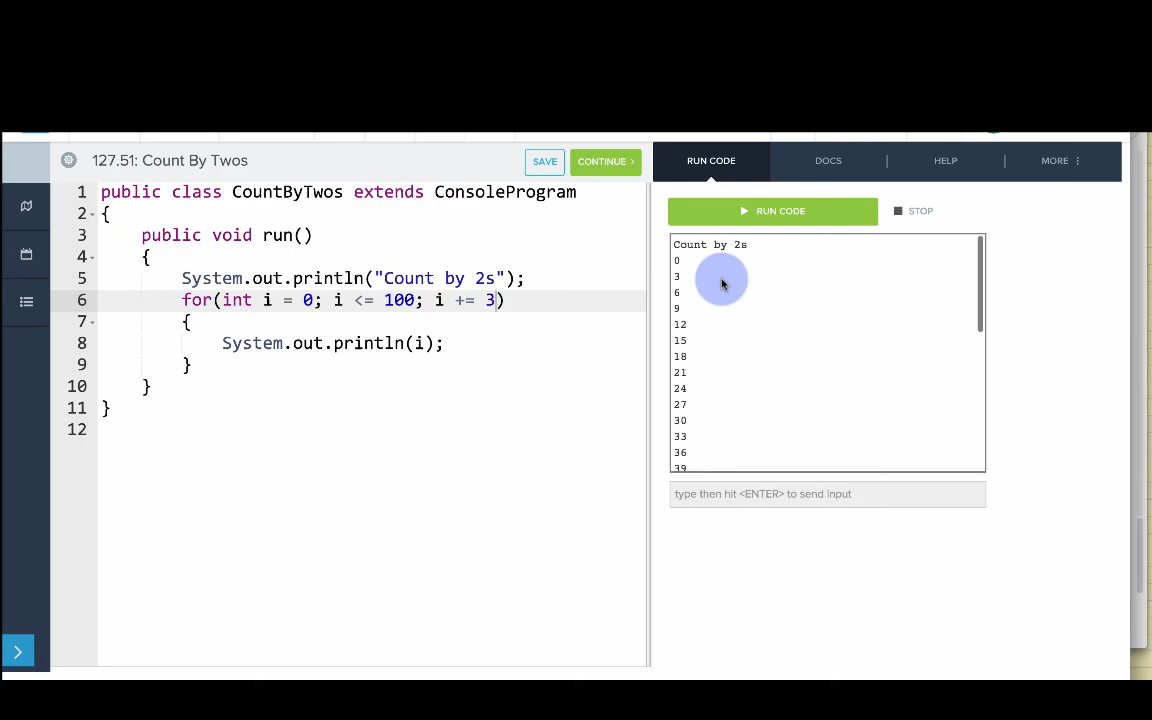 127.51: Count By Twos
SAVE
CONTINUE >
RUN CODE
DOCS
HELP
MORE
1 public class CountByTwos extends ConsoleProgram
2 {
3 public void run()
4 {
5 System.out.println("Count by 2s");
6 for(int i = 0; i <= 100; i += 3)
7 {
8 System.out.println(i);
9 }
10 }
11 }
12
RUN CODE
STOP
Count by 2s
0
3
6
9
12
15
18
21
24
27
30
33
36
39
type then hit <ENTER> to send input